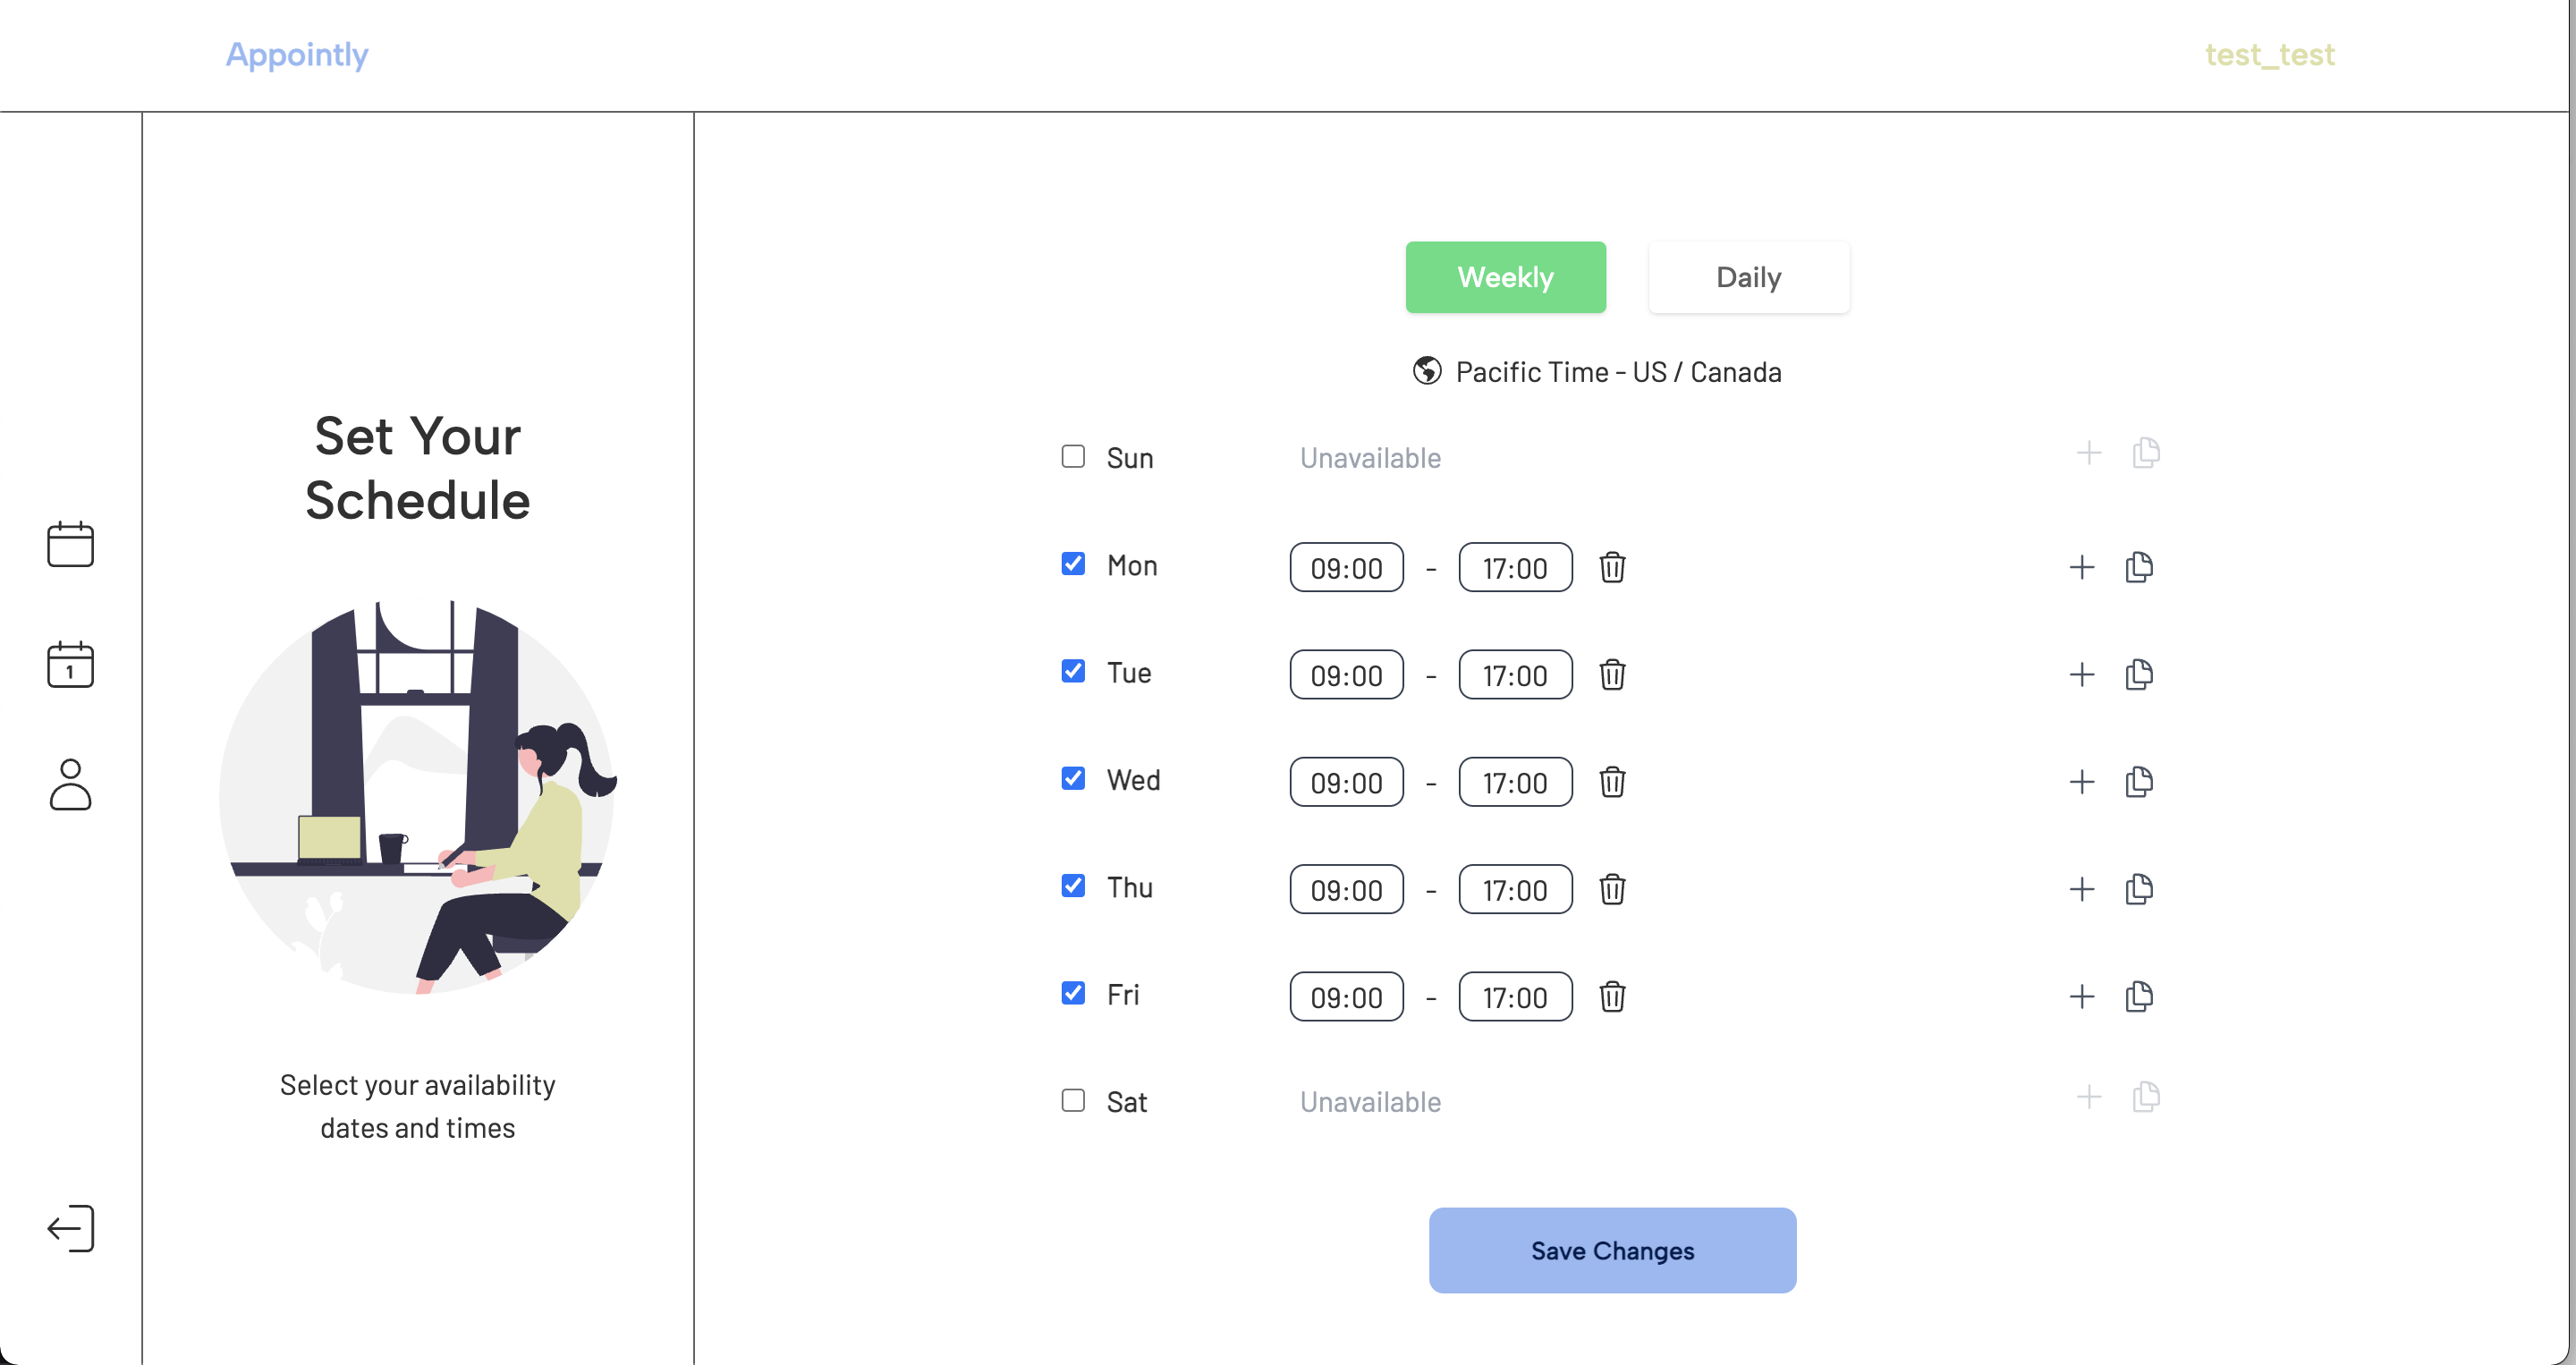 Appointly
test_test
Set Your
Schedule
Select your availability
dates and times
1
Weekly
Daily
Pacific Time - US / Canada
Sun Unavailable
Mon 09:00 - 17:00
Tue 09:00 - 17:00
Wed 09:00 - 17:00
Thu 09:00 - 17:00
Fri 09:00 - 17:00
Sat Unavailable
Save Changes